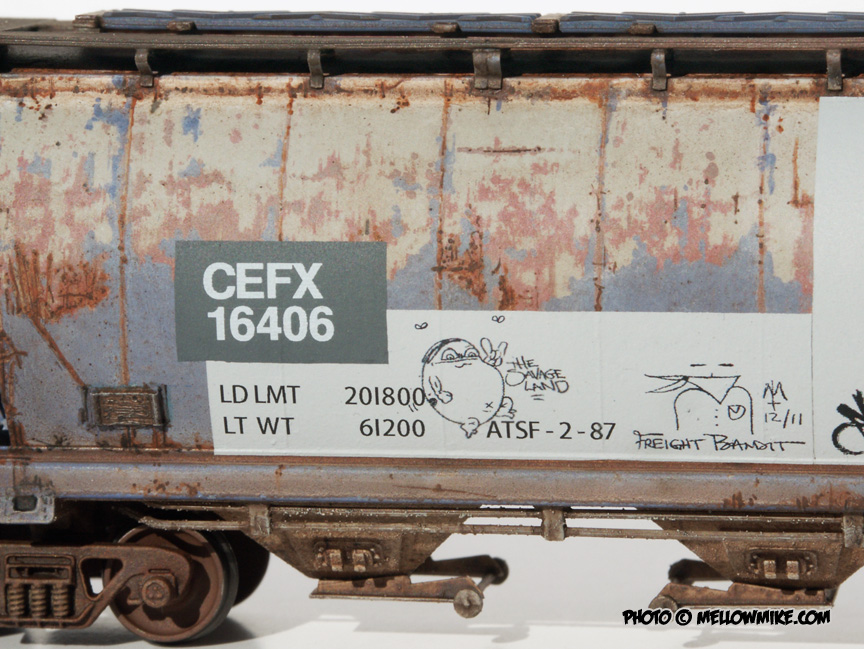 CEFX
16406
LD LMT 201800
LT WT 61200
THE
SAVAGE
LAND
ATSF-2-87
FREIGHT BANDIT
12/11
PHOTO © MELLOWMIKE.COM